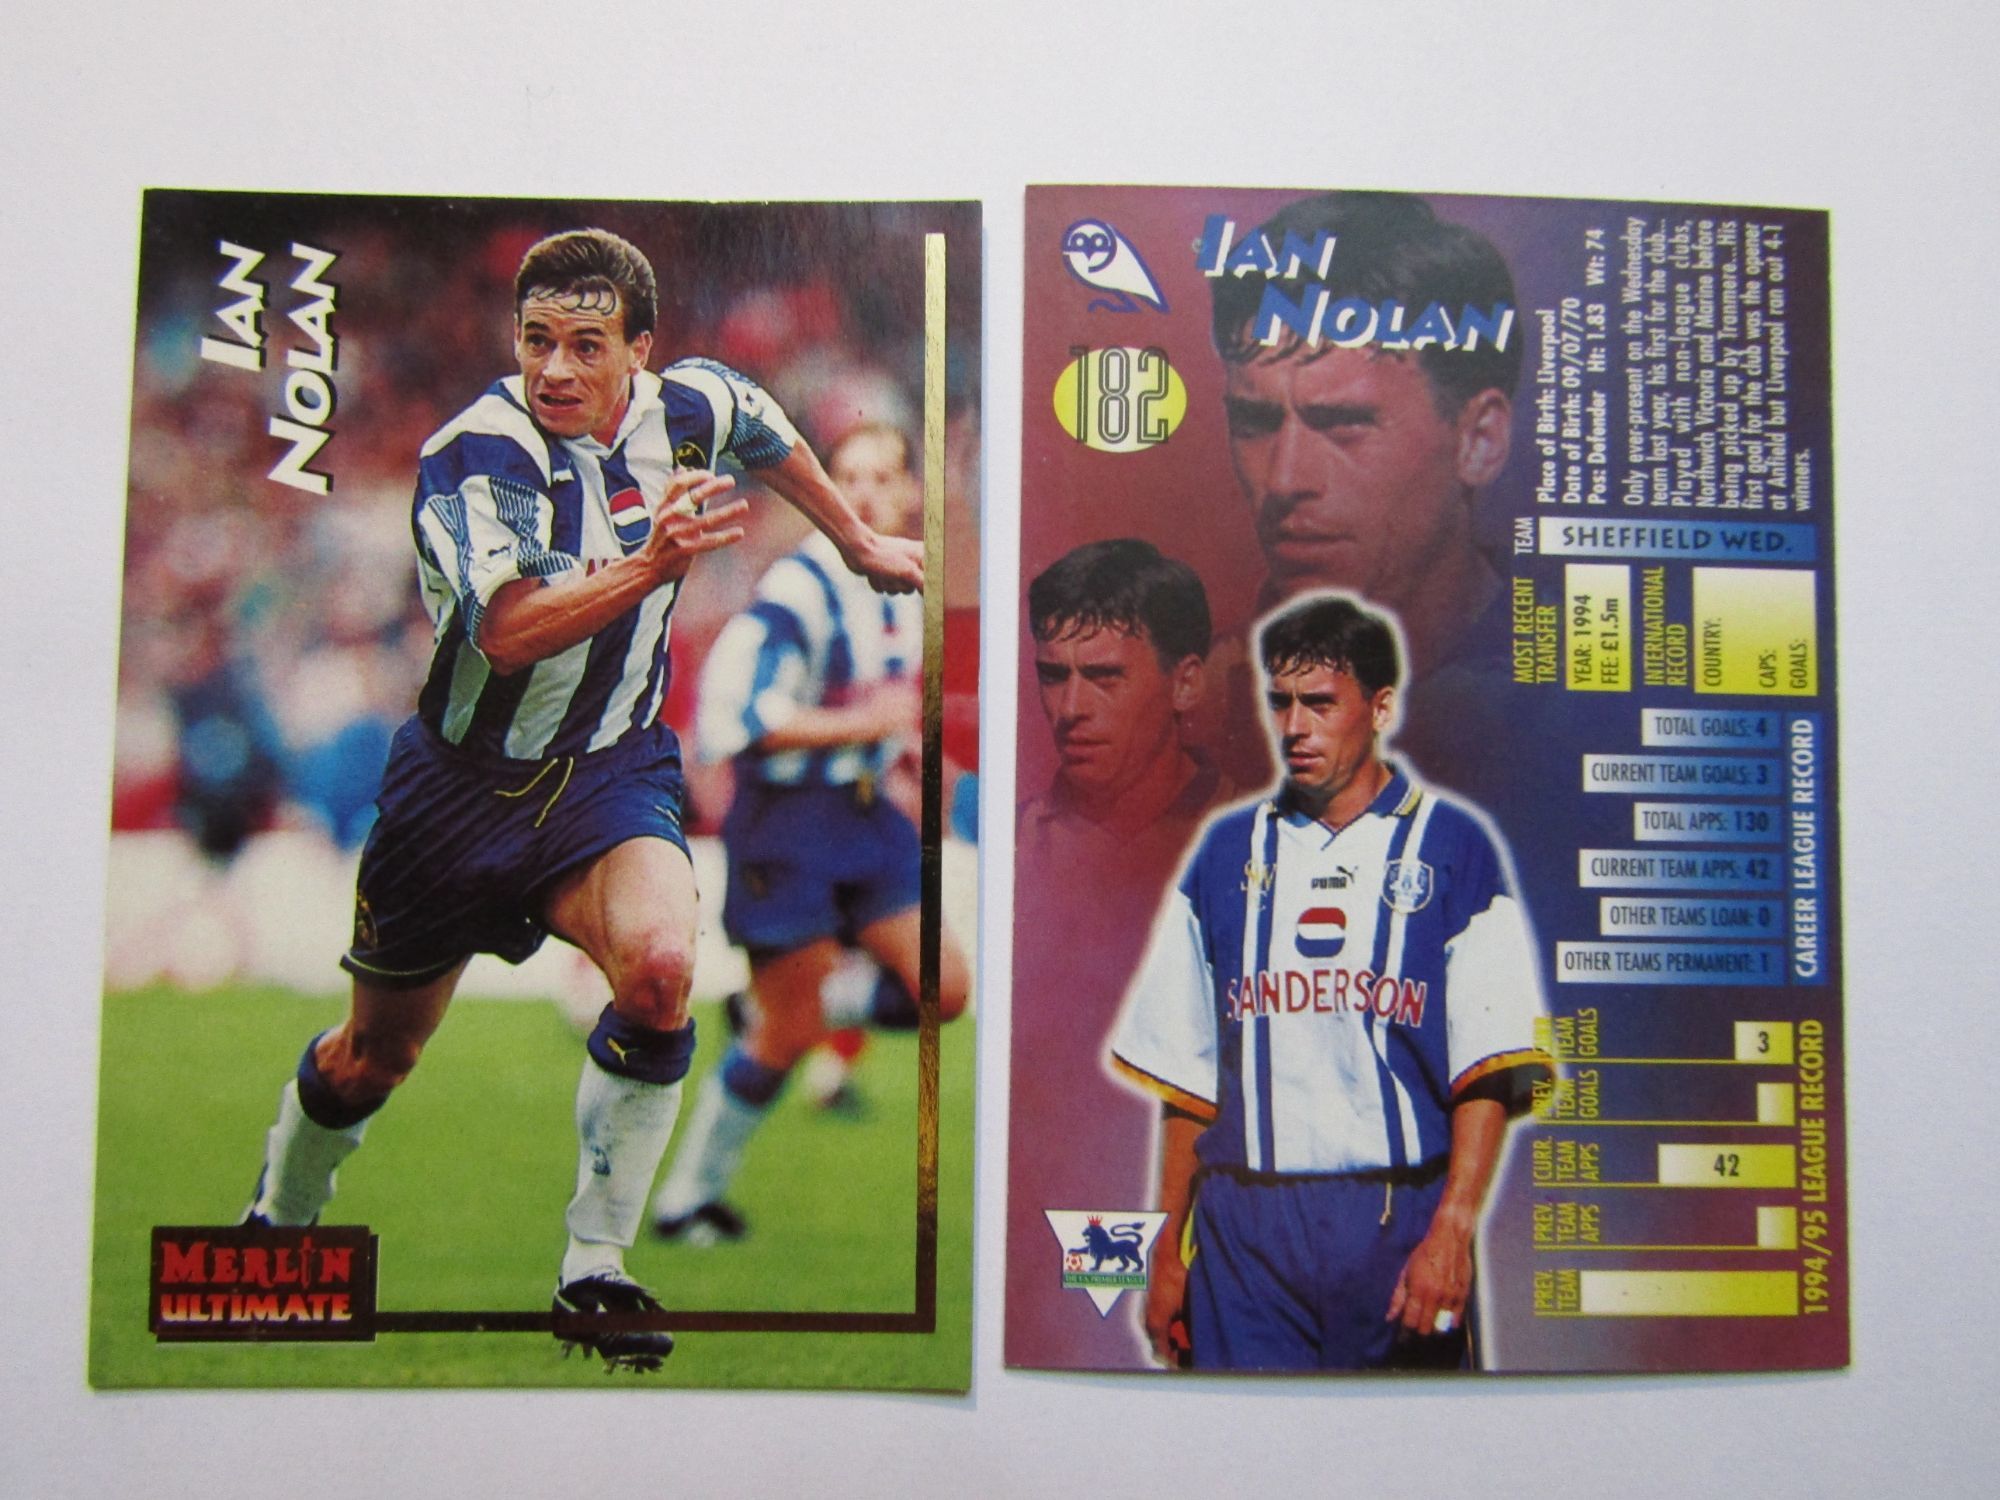 IAN
NOLAN
MERLIN
ULTIMATE
IAN
NOLAN
182
PUMA
SANDERSON
Place of Birth: Liverpool
Date of Birth: 09/07/70
Pos: Defender Ht: 1.83 Wt: 74
Only ever-present on the Wednesday
team last year, his first for the club...
Played with non-league clubs,
Northwich Victoria and Marine before
being picked up by Tranmere...His
first goal for the club was the opener
at Anfield but Liverpool ran out 4-1
winners.
TEAM
SHEFFIELD WED.
MOST RECENT
TRANSFER
YEAR: 1994
FEE: £1.5m
INTERNATIONAL
RECORD
COUNTRY:
CAPS:
GOALS:
TOTAL GOALS: 4
CURRENT TEAM GOALS: 3
TOTAL APPS: 130
CURRENT TEAM APPS: 42
OTHER TEAMS LOAN: 0
OTHER TEAMS PERMANENT: 1
CAREER LEAGUE RECORD
TEAM
GOALS
3
PREV.
TEAM
GOALS
CURR.
TEAM
APPS
42
PREV.
TEAM
APPS
PREV.
TEAM
1994/95 LEAGUE RECORD